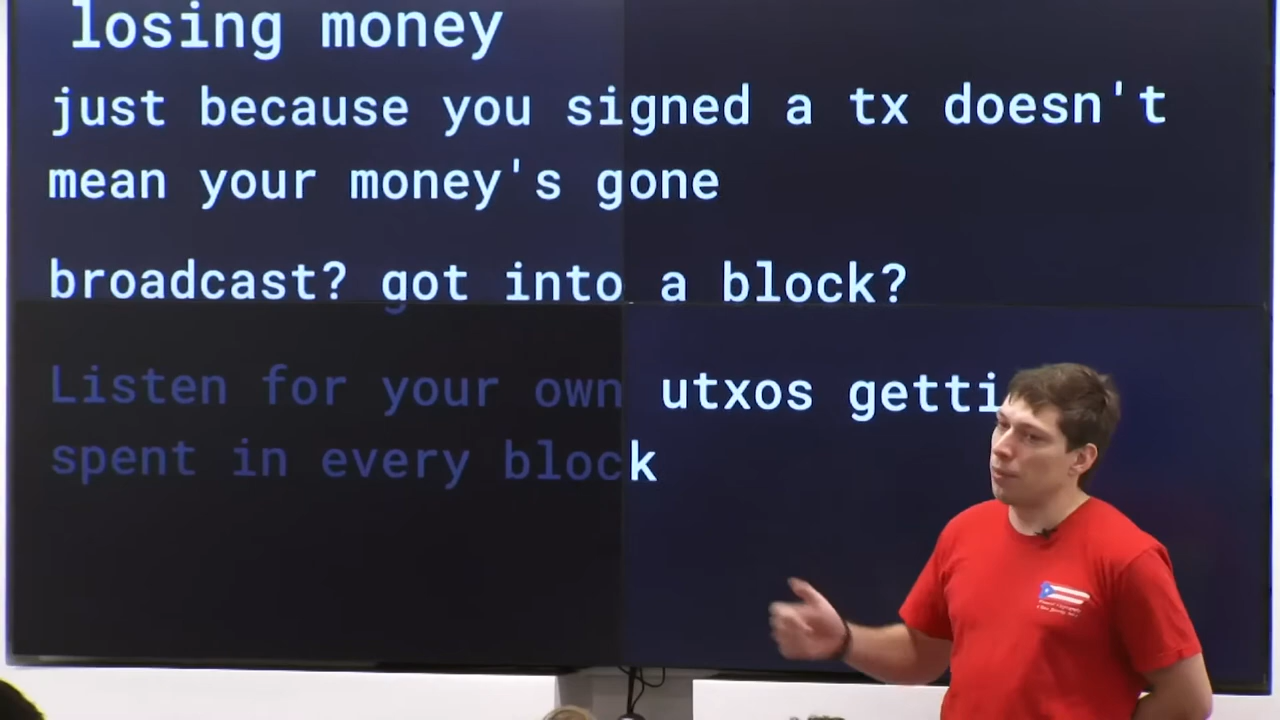 losing money
just because you signed a tx doesn't
mean your money's gone
broadcast? got into a block?
Listen for your own utxos getti
spent in every block